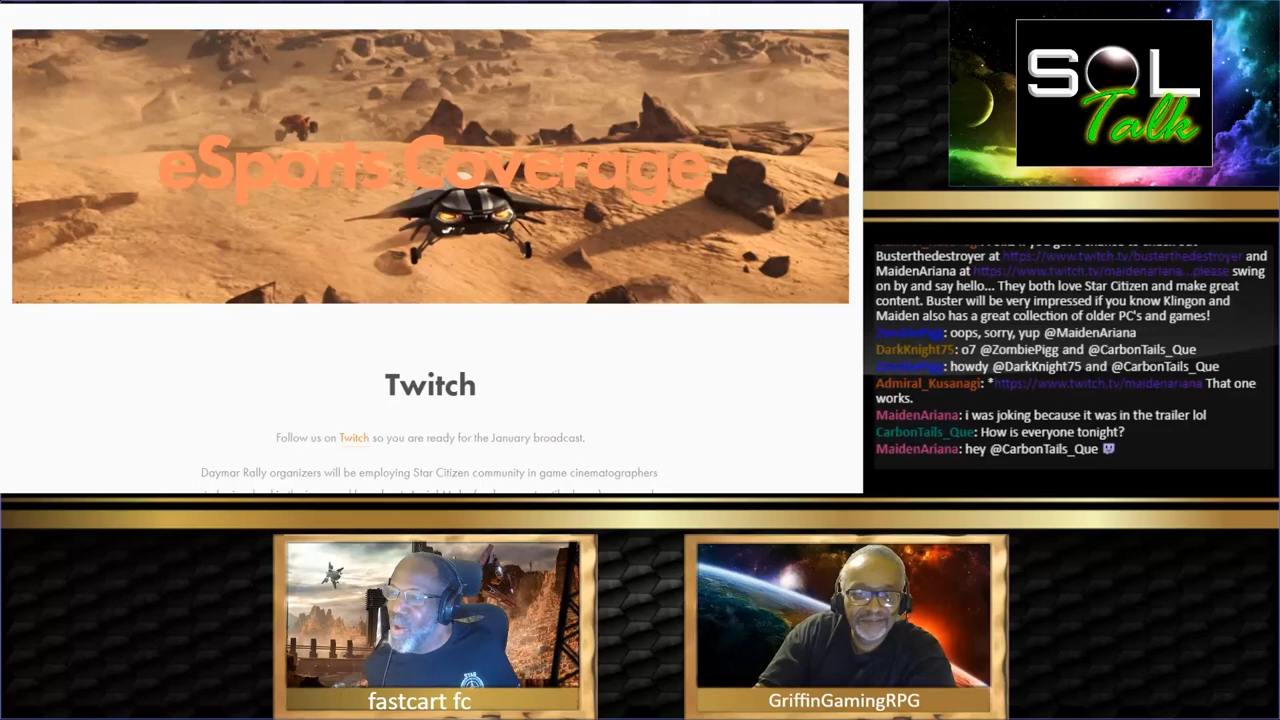 eSports Coverage
Twitch
Follow us on Twitch so you are ready for the January broadcast.
Daymar Rally organizers will be employing Star Citizen community in game cinematographers
SOL
Talk
Busterthedestroyer at https://www.twitch.tv/busterthedestroyer and
MaidenAriana at https://www.twitch.tv/maidenariana...please swing
on by and say hello... They both love Star Citizen and make great
content. Buster will be very impressed if you know Klingon and
Maiden also has a great collection of older PC's and games!
ZombiePigg: oops, sorry, yup @MaidenAriana
DarkKnight75: o7 @ZombiePigg and @CarbonTails_Que
ZombiePigg: howdy @DarkKnight75 and @CarbonTails_Que
Admiral_Kusanagi: *https://www.twitch.tv/maidenariana That one
works.
MaidenAriana: i was joking because it was in the trailer lol
CarbonTails_Que: How is everyone tonight?
MaidenAriana: hey @CarbonTails_Que
fastcart fc
GriffinGamingRPG